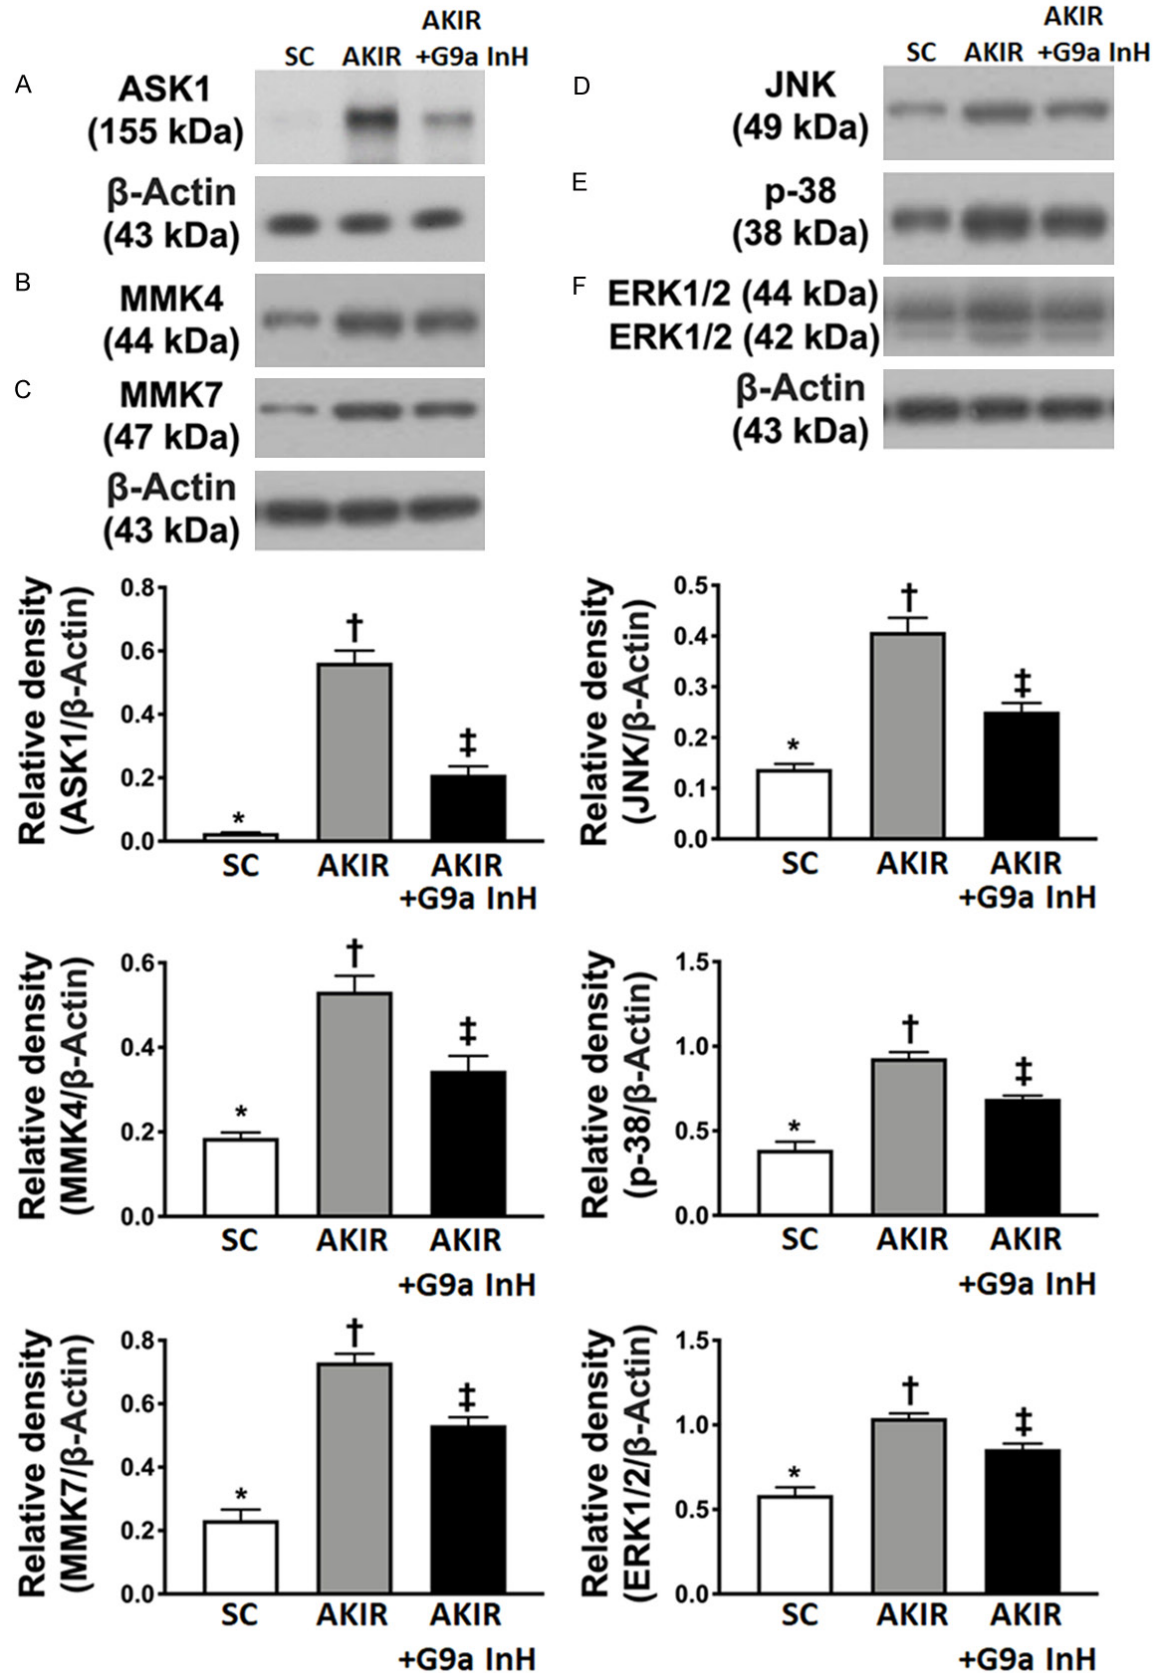 AKIR
SC AKIR +G9a InH
A
ASK1
(155 kDa)
β-Actin
(43 kDa)
B
MMK4
(44 kDa)
C
MMK7
(47 kDa)
β-Actin
(43 kDa)
AKIR
SC AKIR +G9a InH
D
JNK
(49 kDa)
E
p-38
(38 kDa)
F
ERK1/2 (44 kDa)
ERK1/2 (42 kDa)
β-Actin
(43 kDa)
Relative density
(ASK1/β-Actin)
0.8
0.6
0.4
0.2
0.0
*
†
‡
SC AKIR AKIR
+G9a InH
Relative density
(JNK/β-Actin)
0.5
0.4
0.3
0.2
0.1
0.0
*
†
‡
SC AKIR AKIR
+G9a InH
Relative density
(MMK4/β-Actin)
0.6
0.4
0.2
0.0
*
†
‡
SC AKIR AKIR
+G9a InH
Relative density
(p-38/β-Actin)
1.5
1.0
0.5
0.0
*
†
‡
SC AKIR AKIR
+G9a InH
Relative density
(MMK7/β-Actin)
0.8
0.6
0.4
0.2
0.0
*
†
‡
SC AKIR AKIR
+G9a InH
Relative density
(ERK1/2/β-Actin)
1.5
1.0
0.5
0.0
*
†
‡
SC AKIR AKIR
+G9a InH